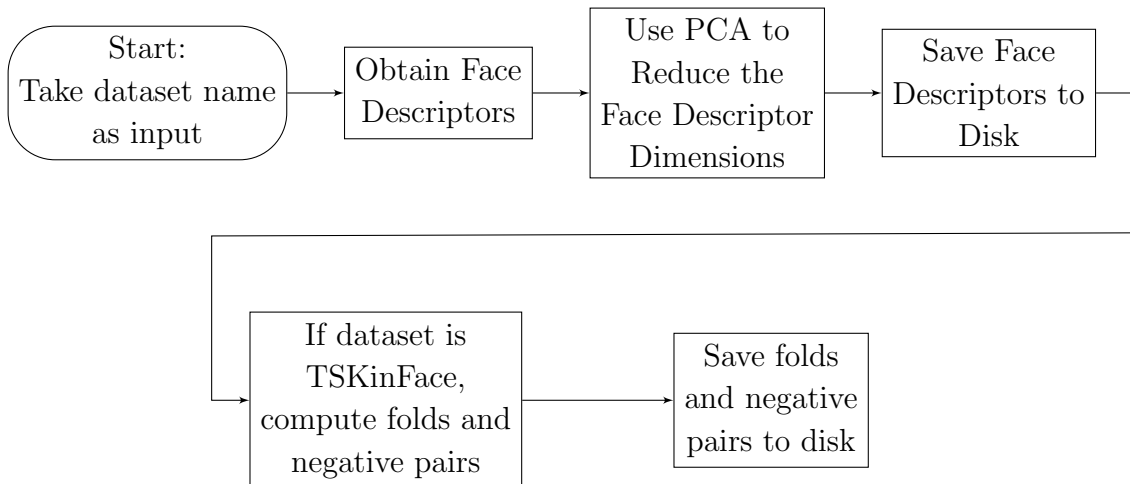 Start:
Take dataset name
as input
Obtain Face
Descriptors
Use PCA to
Reduce the
Face Descriptor
Dimensions
Save Face
Descriptors to
Disk
If dataset is
TSKinFace,
compute folds and
negative pairs
Save folds
and negative
pairs to disk